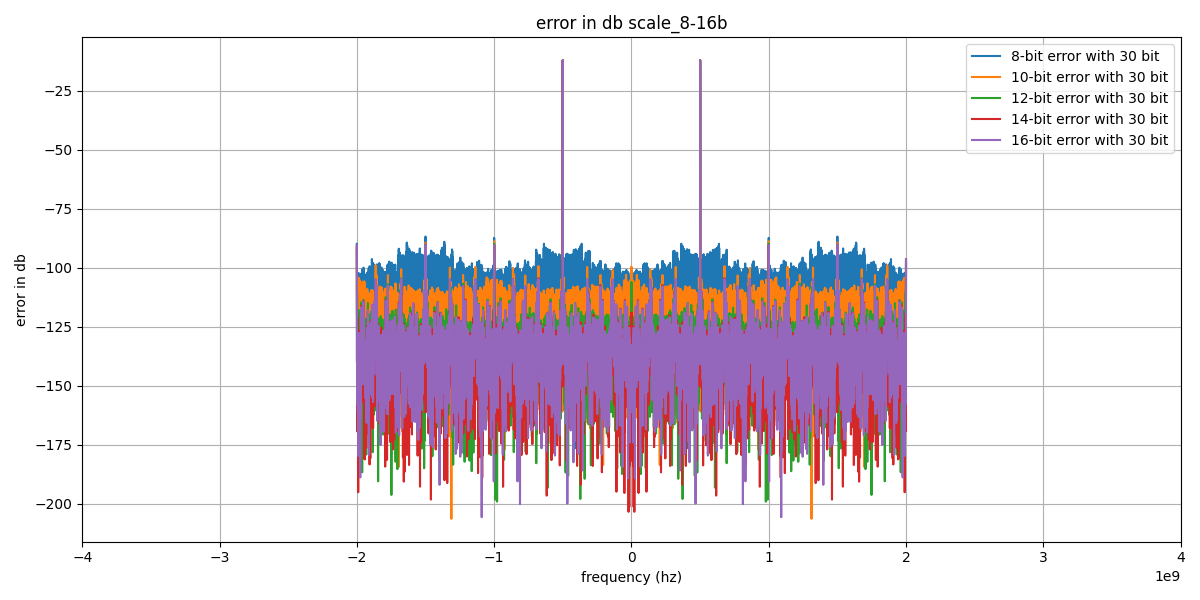 error in db scale_8-16b
8-bit error with 30 bit
10-bit error with 30 bit
12-bit error with 30 bit
14-bit error with 30 bit
16-bit error with 30 bit
error in db
−25
−50
−75
−100
−125
−150
−175
−200
−4 −3 −2 −1 0 1 2 3 4
1e9
frequency (hz)